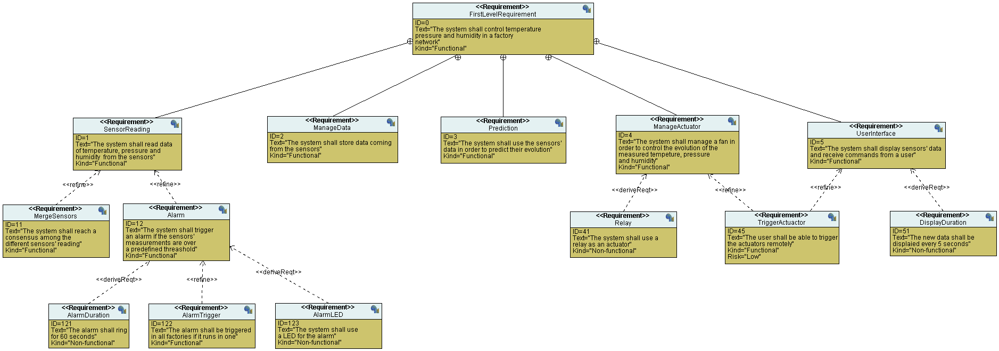 <<Requirement>>
FirstLevelRequirement
ID=0
Text="The system shall control temperature
pressure and humidity in a factory
network"
Kind="Functional"
<<Requirement>>
SensorReading
ID=1
Text="The system shall read data
of temperature, pressure and
humidity  from the sensors"
Kind="Functional"
<<Requirement>>
ManageData
ID=2
Text="The system shall store data coming
from the sensors"
Kind="Functional"
<<Requirement>>
Prediction
ID=3
Text="The system shall use the sensors'
data in order to predict their evolution"
Kind="Functional"
<<Requirement>>
ManageActuator
ID=4
Text="The system shall manage a fan in
order to control the evolution of the
measured tempeture, pressure
and humidity"
Kind="Functional"
<<Requirement>>
UserInterface
ID=5
Text="The system shall display sensors' data
and receive commands from a user"
Kind="Functional"
<<refine>>
<<refine>>
<<deriveReqt>>
<<refine>>
<<refine>>
<<deriveReqt>>
<<Requirement>>
MergeSensors
ID=11
Text="The system shall reach a
consensus among the
different sensors' reading"
Kind="Functional"
<<Requirement>>
Alarm
ID=12
Text="The system shall trigger
an alarm if the sensors'
measurements are over
a predefined threashold"
Kind="Functional"
<<Requirement>>
Relay
ID=41
Text="The system shall use a
relay as an actuator"
Kind="Non-functional"
<<Requirement>>
TriggerActuactor
ID=45
Text="The user shall be able to trigger
the actuators remotely"
Kind="Functional"
Risk="Low"
<<Requirement>>
DisplayDuration
ID=51
Text="The new data shall be
displaied every 5 seconds"
Kind="Non-functional"
<<deriveReqt>>
<<refine>>
<<deriveReqt>>
<<Requirement>>
AlarmDuration
ID=121
Text="The alarm shall ring
for 60 seconds"
Kind="Non-functional"
<<Requirement>>
AlarmTrigger
ID=122
Text="The alarm shall be triggered
in all factories if it runs in one"
Kind="Functional"
<<Requirement>>
AlarmLED
ID=123
Text="The system shall use
a LED for the alarm"
Kind="Non-functional"